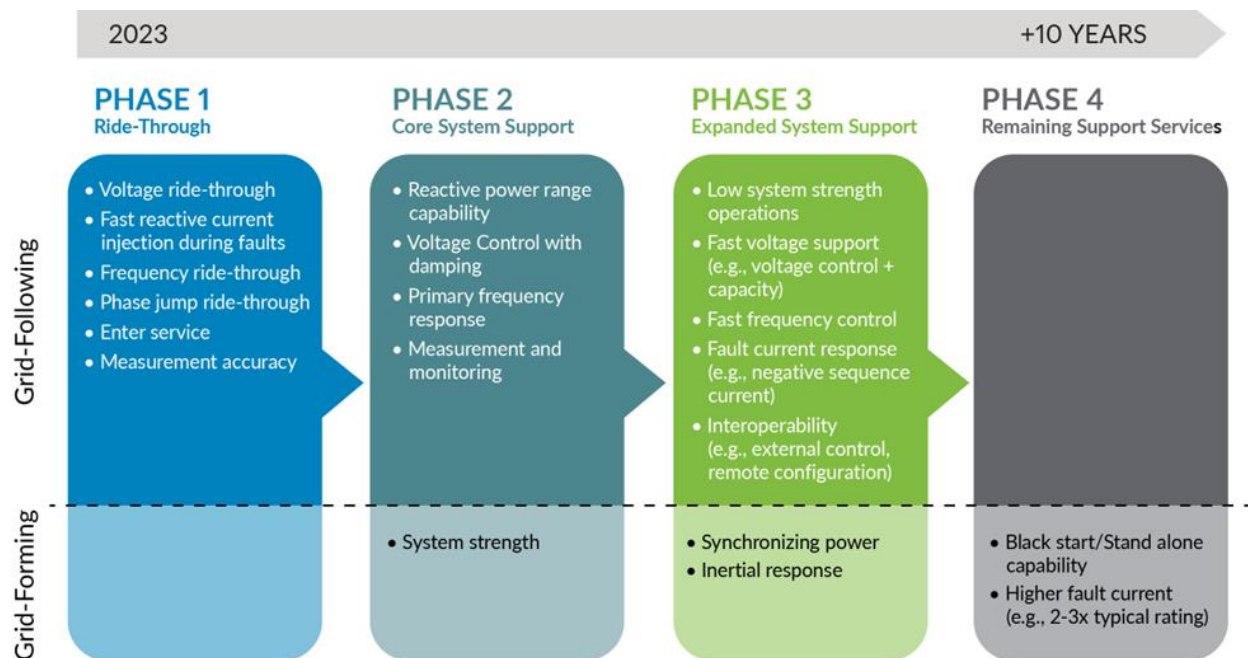 2023
+10 YEARS
PHASE 1
Ride-Through
PHASE 2
Core System Support
PHASE 3
Expanded System Support
PHASE 4
Remaining Support Services
Grid-Following
• Voltage ride-through
• Fast reactive current
injection during faults
• Frequency ride-through
• Phase jump ride-through
• Enter service
• Measurement accuracy
• Reactive power range
capability
• Voltage Control with
damping
• Primary frequency
response
• Measurement and
monitoring
• Low system strength
operations
• Fast voltage support
(e.g., voltage control +
capacity)
• Fast frequency control
• Fault current response
(e.g., negative sequence
current)
• Interoperability
(e.g., external control,
remote configuration)
Grid-Forming
• System strength
• Synchronizing power
• Inertial response
• Black start/Stand alone
capability
• Higher fault current
(e.g., 2-3x typical rating)